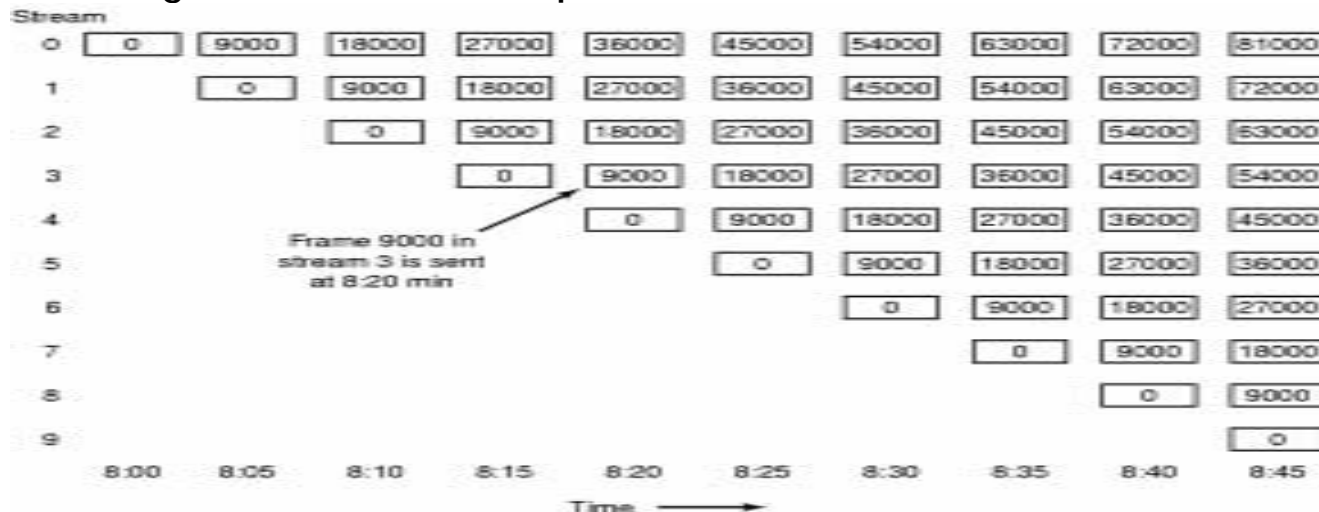 Stream
0 0 9000 18000 27000 36000 45000 54000 63000 72000 81000
1 0 9000 18000 27000 36000 45000 54000 63000 72000
2 0 9000 18000 27000 36000 45000 54000 63000
3 0 9000 18000 27000 36000 45000 54000
4 0 9000 18000 27000 36000 45000
Frame 9000 in
stream 3 is sent
at 8:20 min
5 0 9000 18000 27000 36000
6 0 9000 18000 27000
7 0 9000 18000
8 0 9000
9 0
8:00 8:05 8:10 8:15 8:20 8:25 8:30 8:35 8:40 8:45
Time